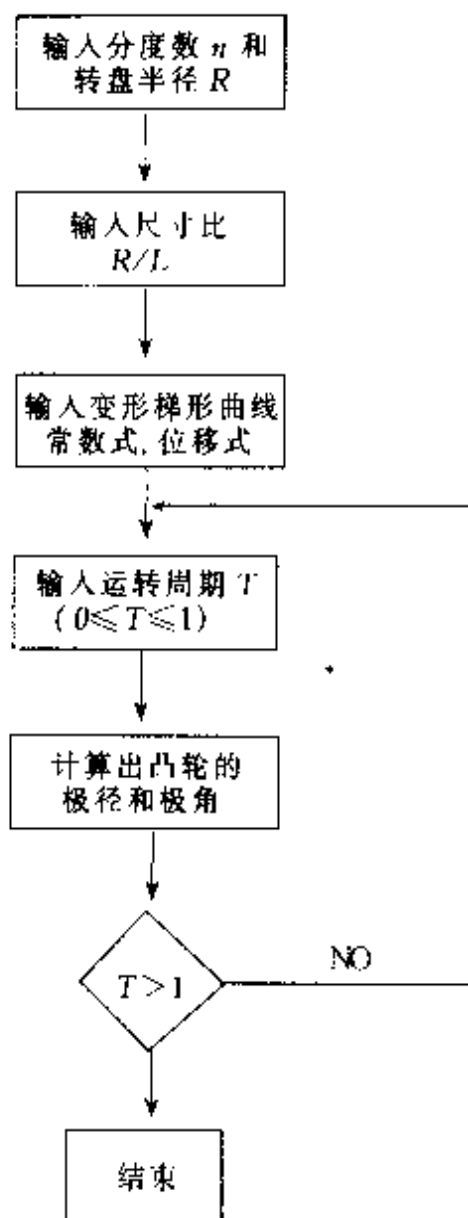 输入分度数 n 和
转盘半径 R
输入尺寸比
R/L
输入变形梯形曲线
常数式,位移式
输入运转周期 T
(0≤T≤1)
计算出凸轮的
极径和极角
T>1
NO
结束